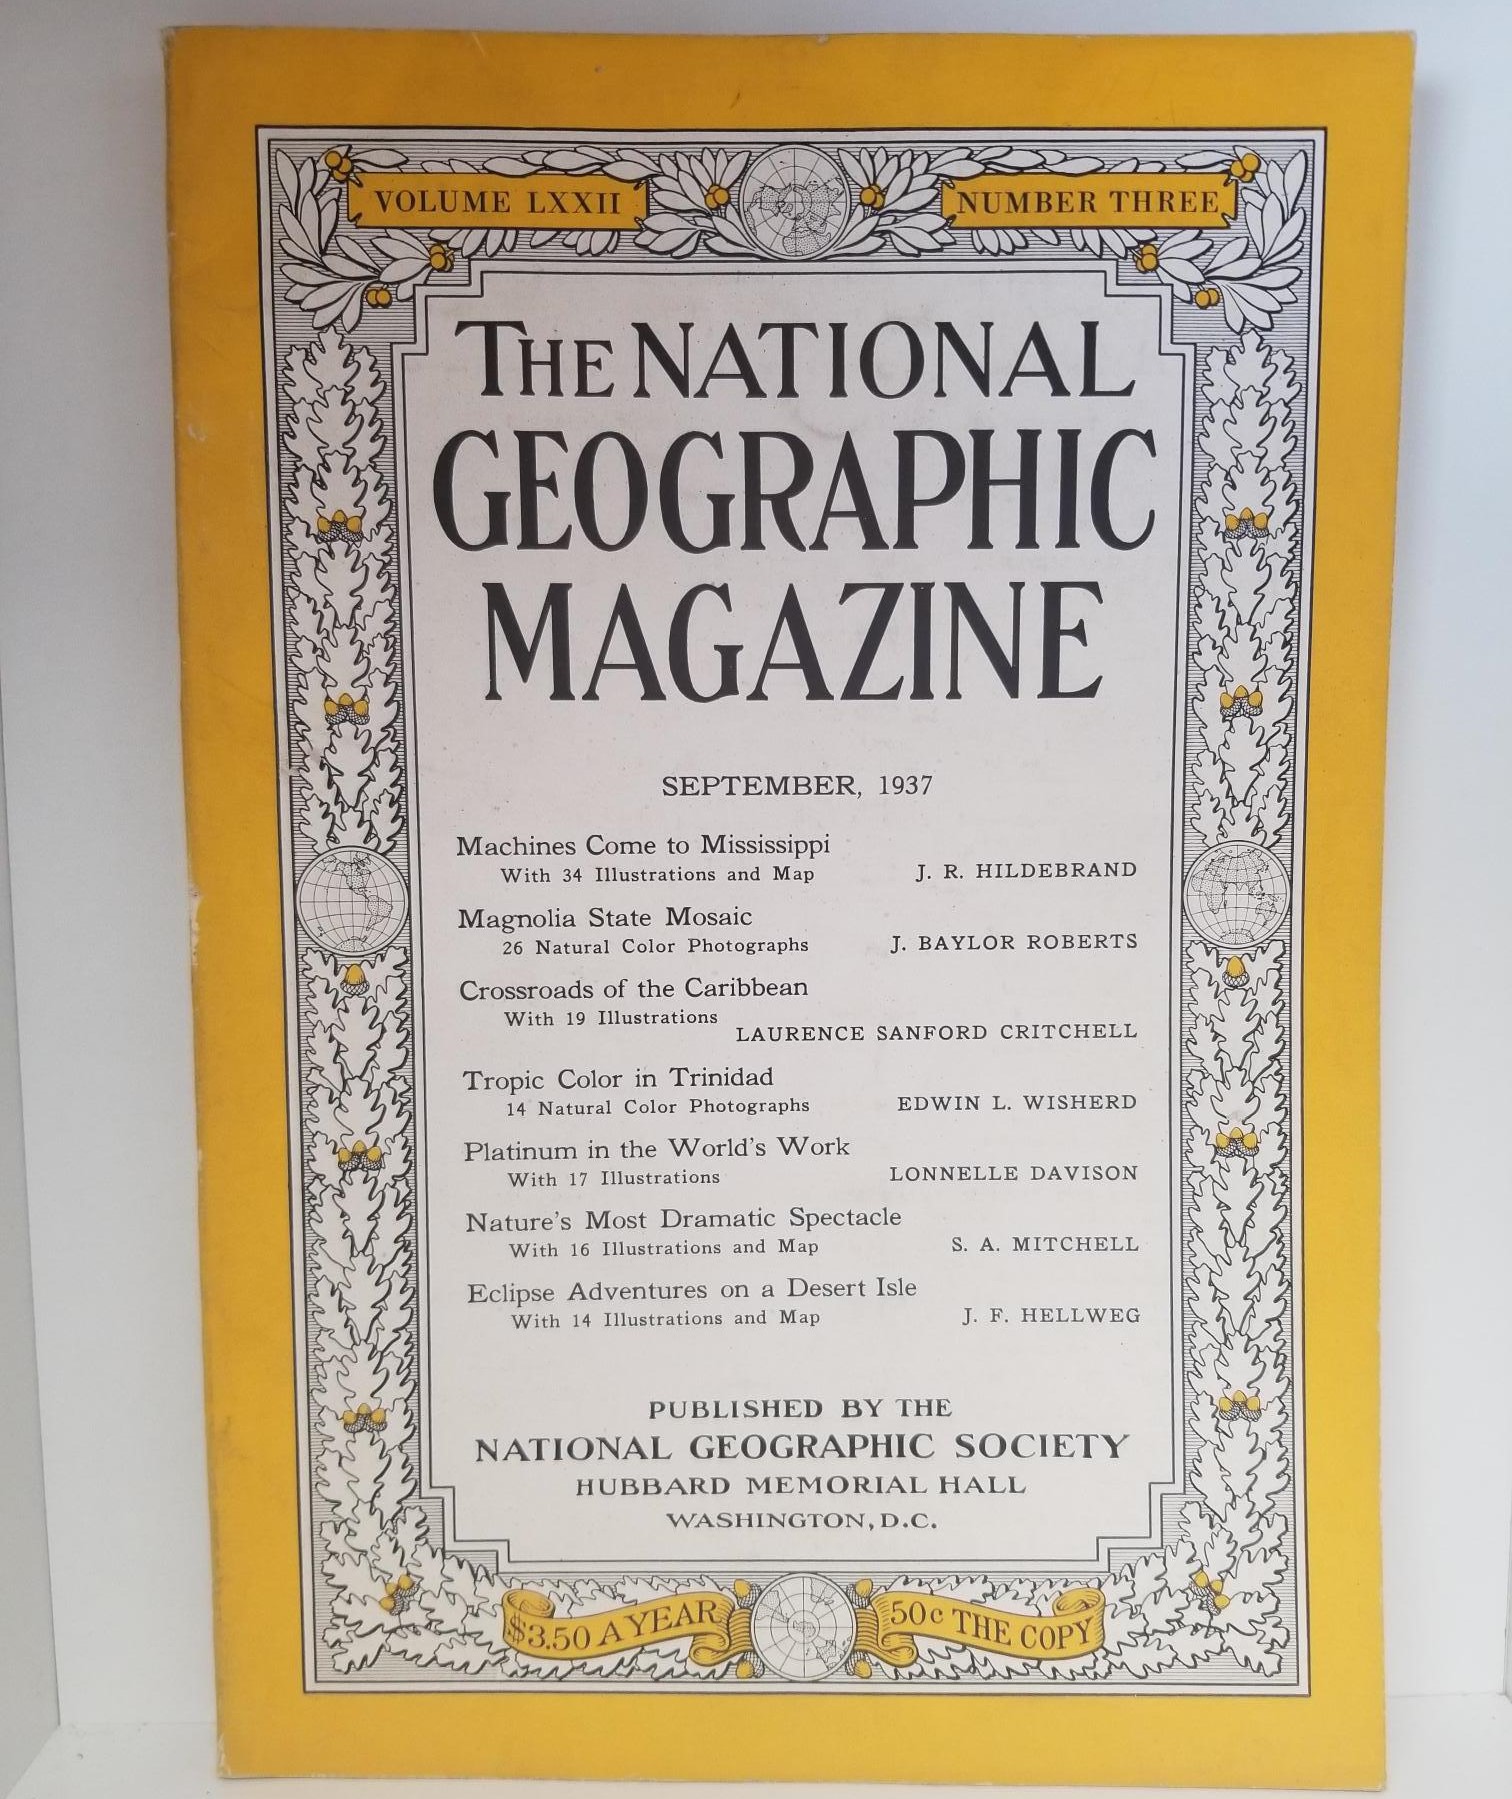 VOLUME LXXII
NUMBER THREE
THE NATIONAL
GEOGRAPHIC
MAGAZINE
SEPTEMBER, 1937
Machines Come to Mississippi
With 34 Illustrations and Map J. R. HILDEBRAND
Magnolia State Mosaic
26 Natural Color Photographs J. BAYLOR ROBERTS
Crossroads of the Caribbean
With 19 Illustrations
LAURENCE SANFORD CRITCHELL
Tropic Color in Trinidad
14 Natural Color Photographs EDWIN L. WISHERD
Platinum in the World's Work
With 17 Illustrations LONNELLE DAVISON
Nature's Most Dramatic Spectacle
With 16 Illustrations and Map S. A. MITCHELL
Eclipse Adventures on a Desert Isle
With 14 Illustrations and Map J. F. HELLWEG
PUBLISHED BY THE
NATIONAL GEOGRAPHIC SOCIETY
HUBBARD MEMORIAL HALL
WASHINGTON, D.C.
$3.50 A YEAR
50c THE COPY